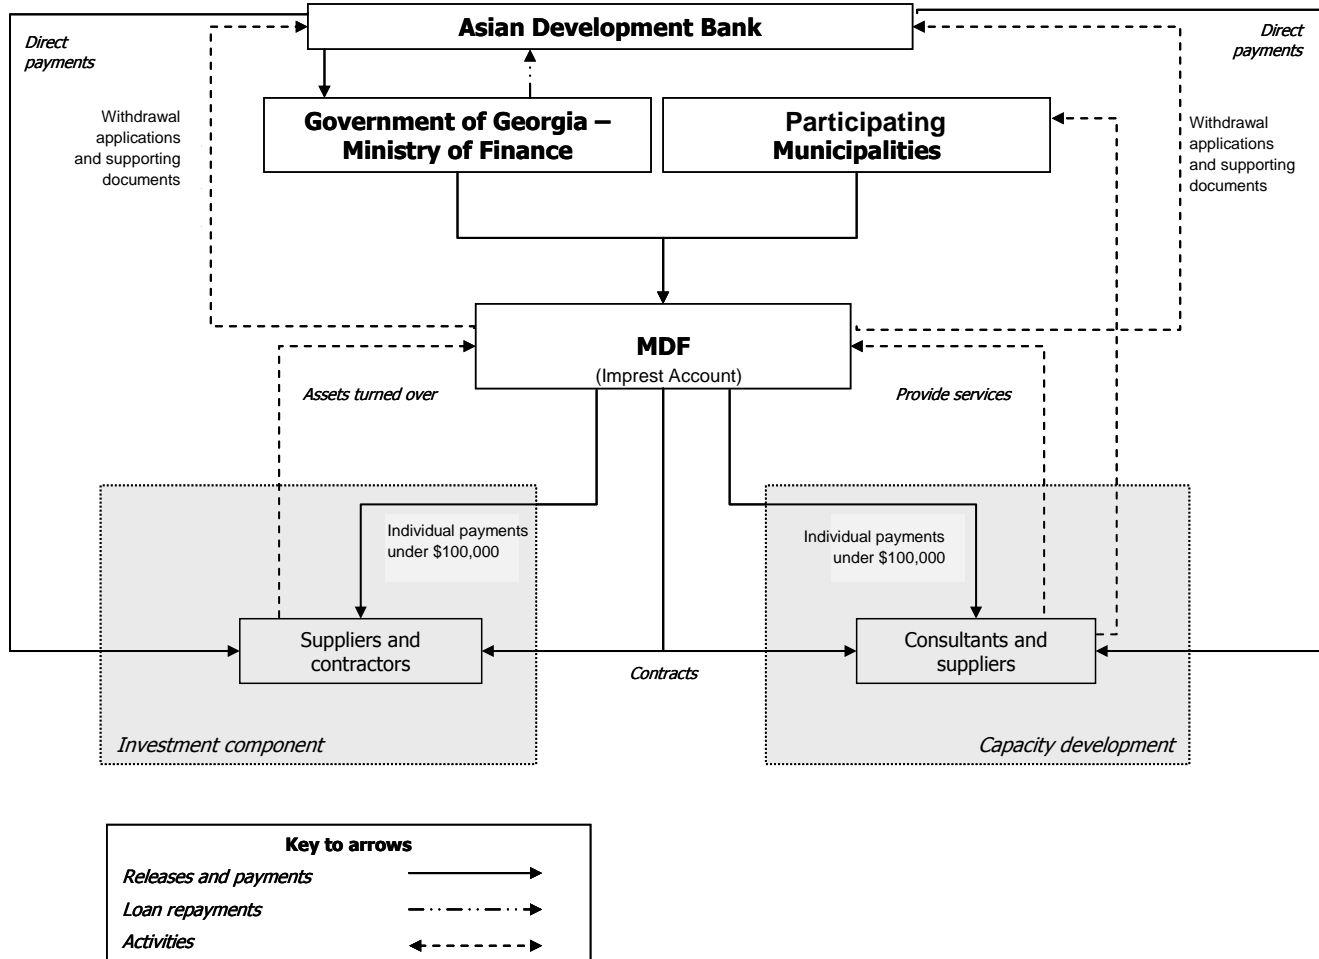 Asian Development Bank
Direct
payments
Direct
payments
Withdrawal
applications
and supporting
documents
Government of Georgia –
Ministry of Finance
Participating
Municipalities
Withdrawal
applications
and supporting
documents
MDF
(Imprest Account)
Assets turned over
Provide services
Individual payments
under $100,000
Individual payments
under $100,000
Suppliers and
contractors
Consultants and
suppliers
Contracts
Investment component
Capacity development
Key to arrows
Releases and payments
Loan repayments
Activities